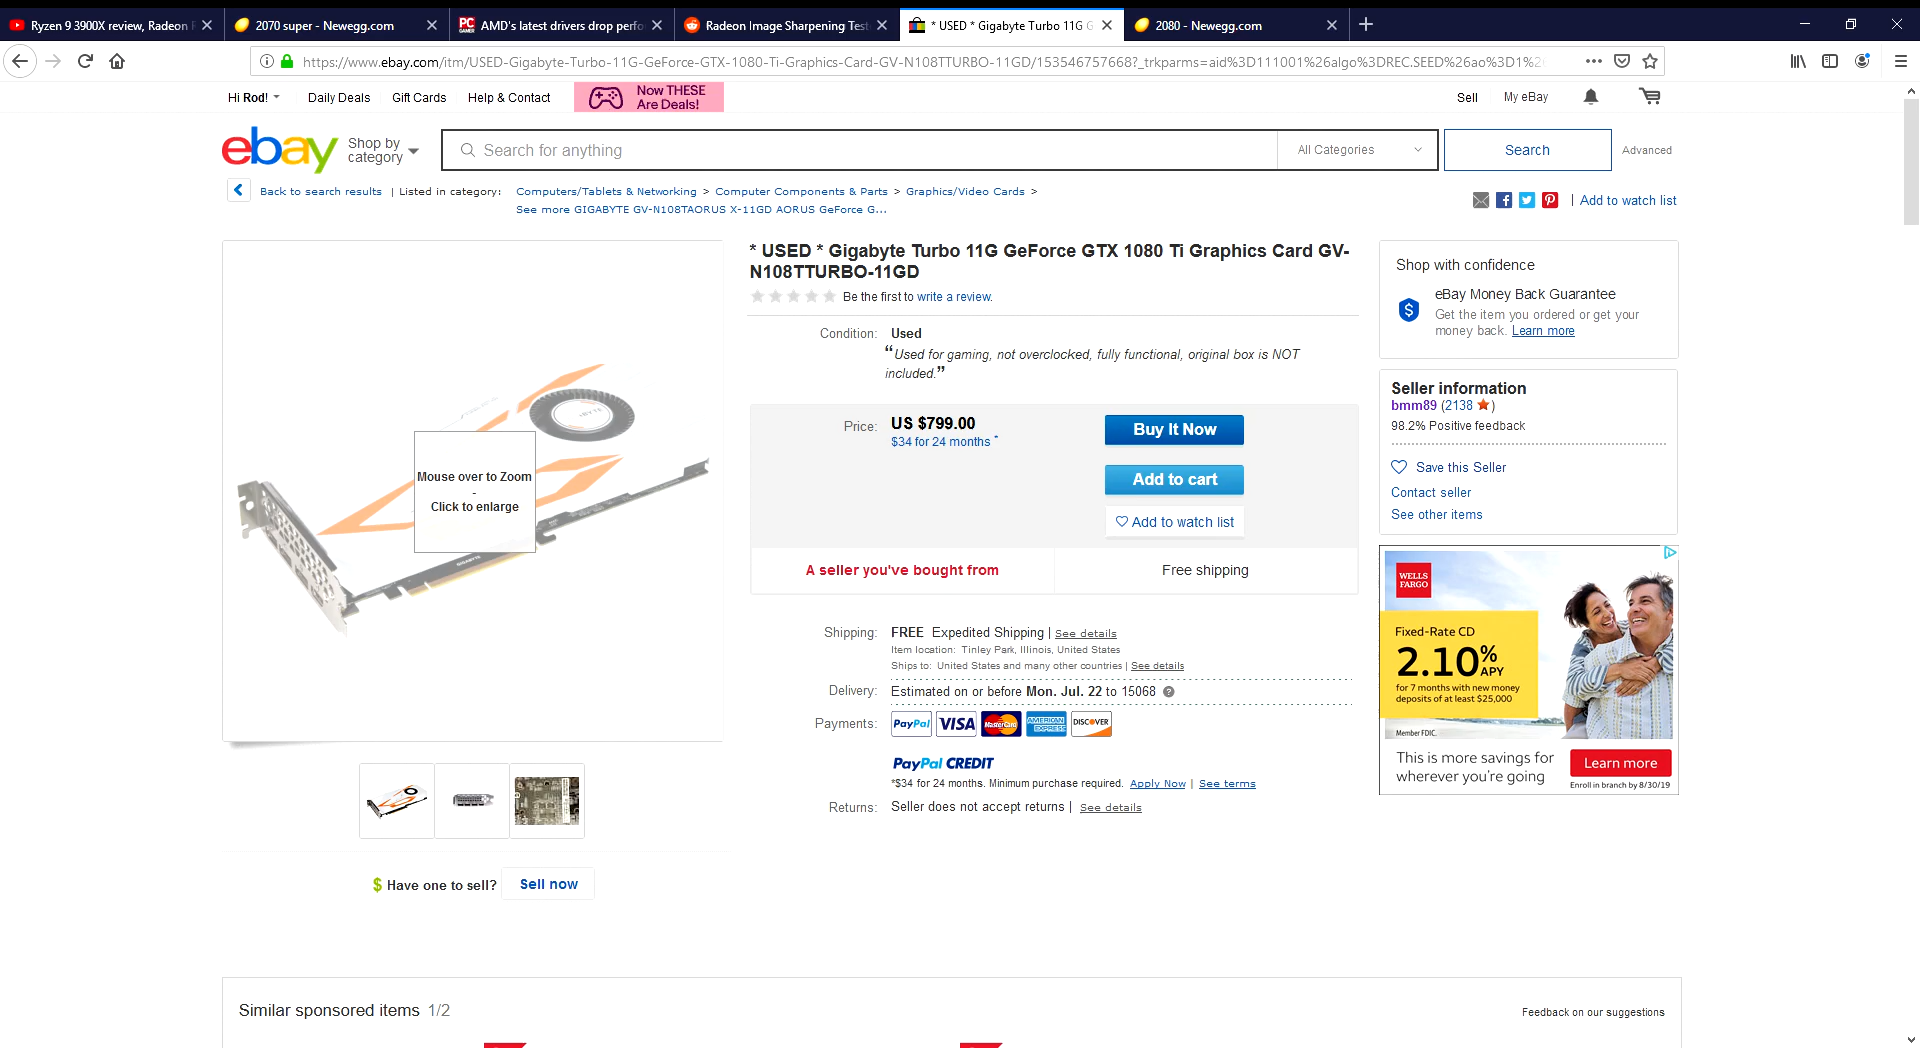 Ryzen 9 3900X review, Radeon
2070 super - Newegg.com
AMD's latest drivers drop perfo
Radeon Image Sharpening Test
* USED * Gigabyte Turbo 11G G
2080 - Newegg.com
https://www.ebay.com/itm/USED-Gigabyte-Turbo-11G-GeForce-GTX-1080-Ti-Graphics-Card-GV-N108TTURBO-11GD/153546757668?_trkparms=aid%3D111001%26algo%3DREC.SEED%26ao%3D1%26
Hi Rod!
Daily Deals
Gift Cards
Help & Contact
Now THESE
Are Deals!
Sell
My eBay
ebay
Shop by
category
Search for anything
All Categories
Search
Advanced
Back to search results | Listed in category:
Computers/Tablets & Networking > Computer Components & Parts > Graphics/Video Cards >
See more GIGABYTE GV-N108TAORUS X-11GD AORUS GeForce G...
| Add to watch list
* USED * Gigabyte Turbo 11G GeForce GTX 1080 Ti Graphics Card GV-
N108TTURBO-11GD
Be the first to write a review.
Condition: Used
“Used for gaming, not overclocked, fully functional, original box is NOT
included.”
Price: US $799.00
$34 for 24 months *
Buy It Now
Add to cart
Add to watch list
A seller you've bought from
Free shipping
Shipping: FREE Expedited Shipping | See details
Item location: Tinley Park, Illinois, United States
Ships to: United States and many other countries | See details
Delivery: Estimated on or before Mon. Jul. 22 to 15068
Payments: PayPal VISA MasterCard AMERICAN EXPRESS DISCOVER
PayPal CREDIT
*$34 for 24 months. Minimum purchase required. Apply Now | See terms
Returns: Seller does not accept returns | See details
Mouse over to Zoom
-
Click to enlarge
GIGABYTE
$ Have one to sell? Sell now
Shop with confidence
eBay Money Back Guarantee
Get the item you ordered or get your
money back. Learn more
Seller information
bmm89 (2138 )
98.2% Positive feedback
Save this Seller
Contact seller
See other items
WELLS
FARGO
Fixed-Rate CD
2.10% APY
for 7 months with new money
deposits of at least $25,000
Member FDIC.
This is more savings for
wherever you're going
Learn more
Enroll in branch by 8/30/19
Similar sponsored items 1/2
Feedback on our suggestions